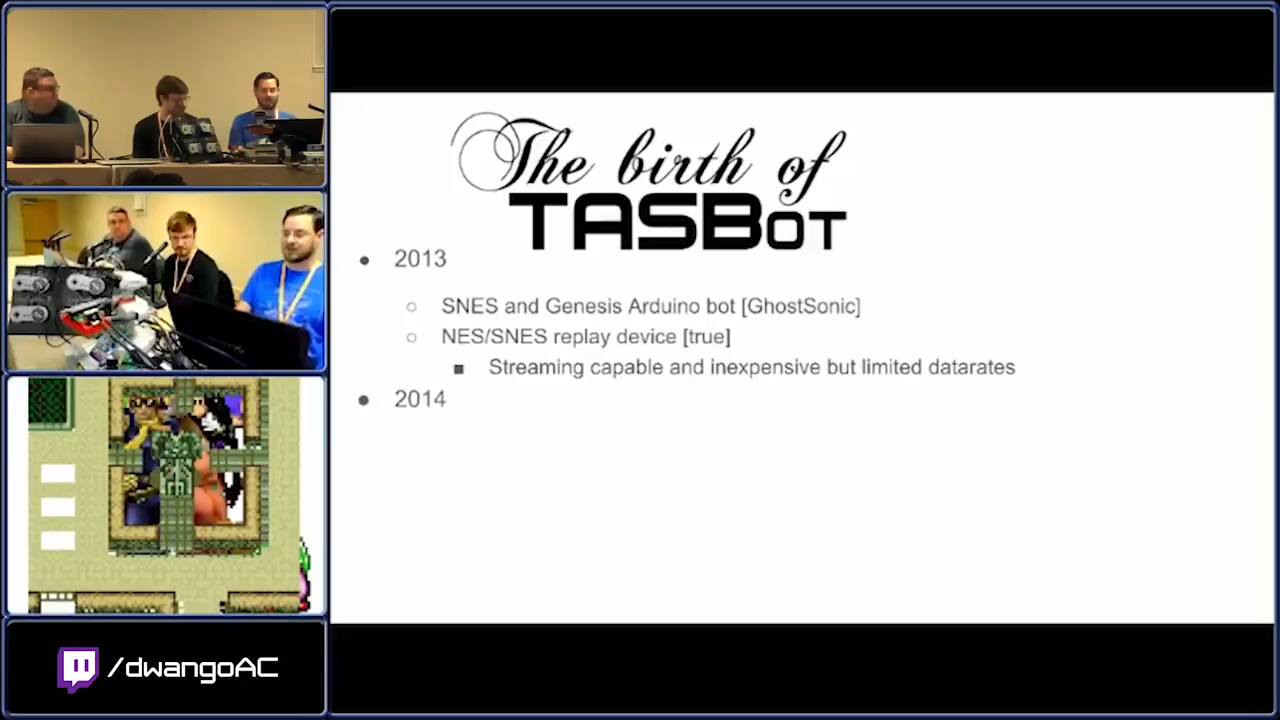 The birth of
TASBOT
2013
SNES and Genesis Arduino bot [GhostSonic]
NES/SNES replay device [true]
Streaming capable and inexpensive but limited datarates
2014
/dwangoAC